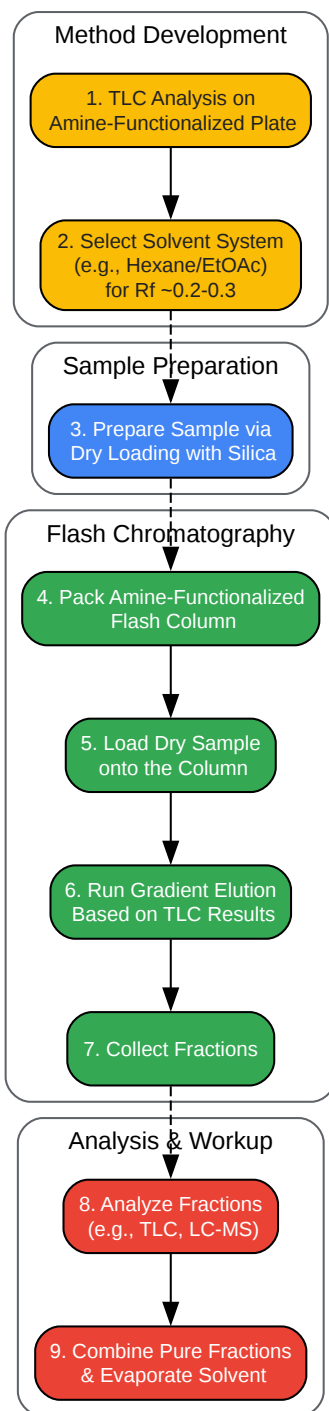 Method Development
1. TLC Analysis on
Amine-Functionalized Plate
2. Select Solvent System
(e.g., Hexane/EtOAc)
for Rf ~0.2-0.3
Sample Preparation
3. Prepare Sample via
Dry Loading with Silica
Flash Chromatography
4. Pack Amine-Functionalized
Flash Column
5. Load Dry Sample
onto the Column
6. Run Gradient Elution
Based on TLC Results
7. Collect Fractions
Analysis & Workup
8. Analyze Fractions
(e.g., TLC, LC-MS)
9. Combine Pure Fractions
& Evaporate Solvent